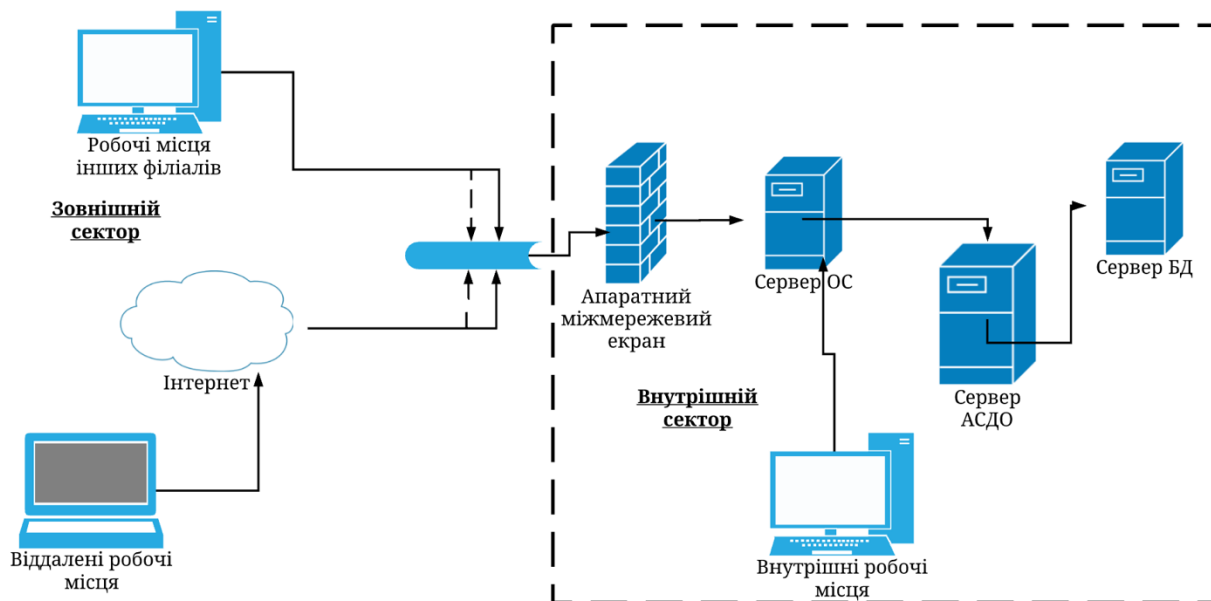 Робочі місця
інших філіалів
Зовнішній
сектор
Інтернет
Віддалені робочі
місця
Апаратний
міжмережевий
екран
Сервер ОС
Сервер БД
Сервер
АСДО
Внутрішній
сектор
Внутрішні робочі
місця